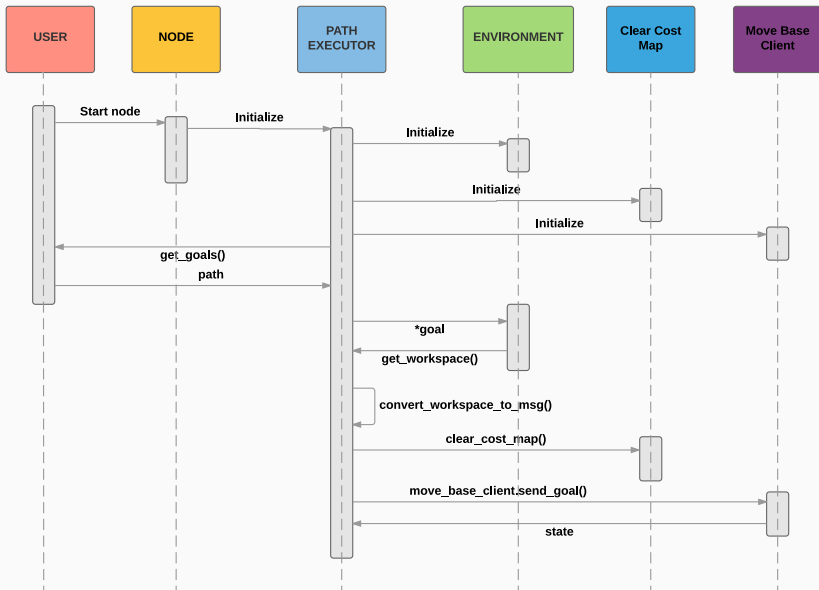 USER
NODE
PATH
EXECUTOR
ENVIRONMENT
Clear Cost
Map
Move Base
Client
Start node
Initialize
Initialize
Initialize
Initialize
get_goals()
path
*goal
get_workspace()
convert_workspace_to_msg()
clear_cost_map()
move_base_client.send_goal()
state